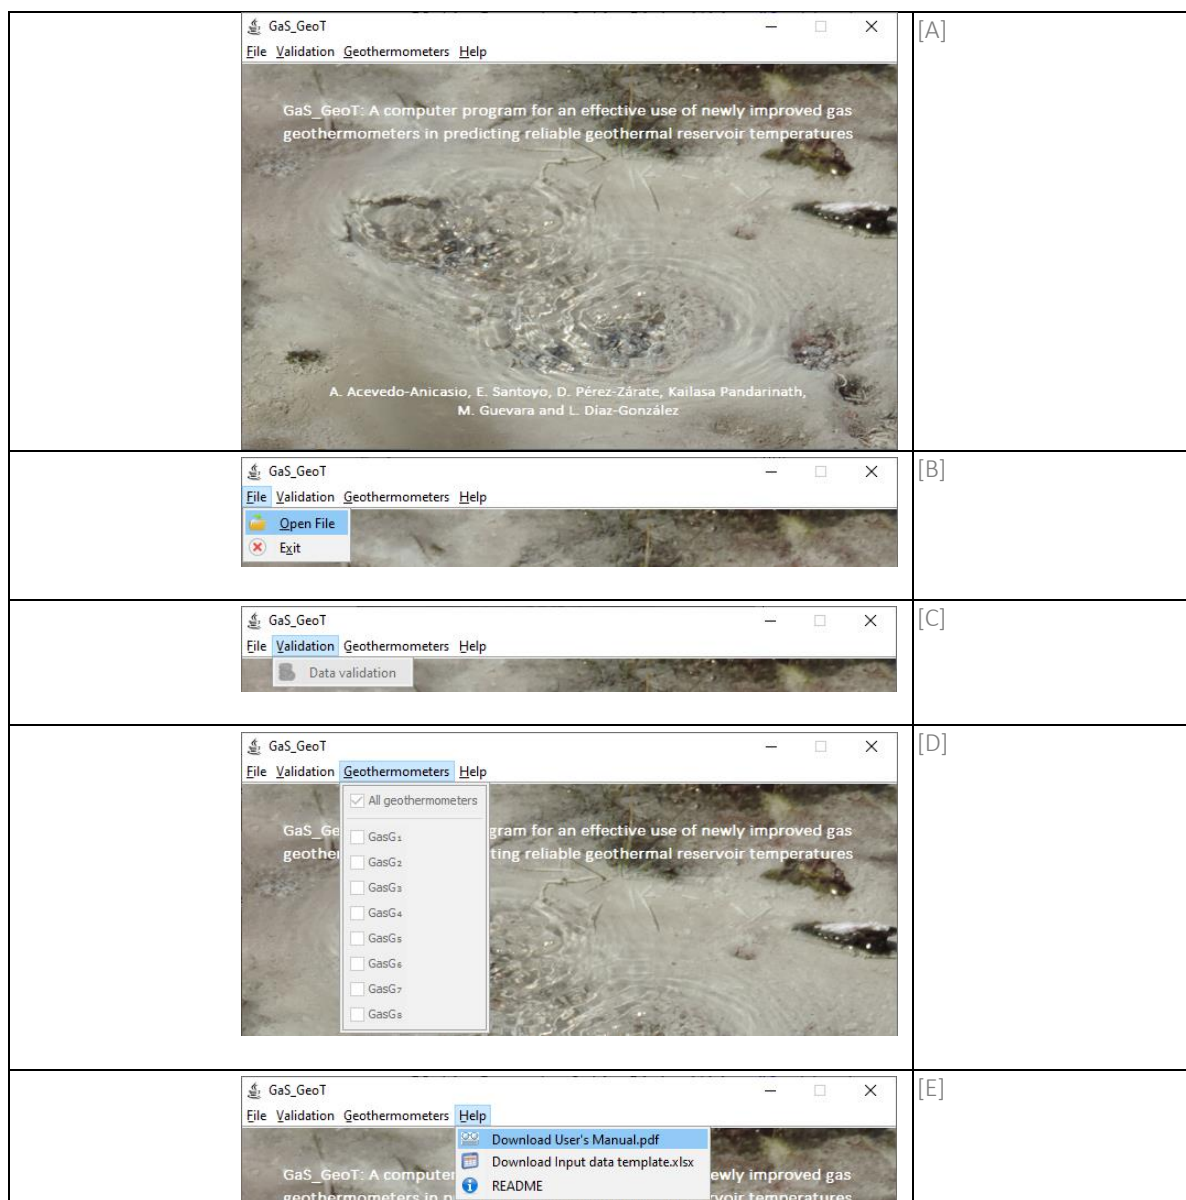 GaS_GeoT
[A]
File Validation Geothermometers Help
GaS_GeoT: A computer program for an effective use of newly improved gas
geothermometers in predicting reliable geothermal reservoir temperatures
A. Acevedo-Anicasio, E. Santoyo, D. Pérez-Zárate, Kailasa Pandarinath,
M. Guevara and L. Díaz-González
GaS_GeoT
[B]
File Validation Geothermometers Help
Open File
Exit
GaS_GeoT
[C]
File Validation Geothermometers Help
Data validation
GaS_GeoT
[D]
File Validation Geothermometers Help
All geothermometers
GaS_Ge gram for an effective use of newly improved gas
GasG₁
geother ting reliable geothermal reservoir temperatures
GasG₂
GasG₃
GasG₄
GasG₅
GasG₆
GasG₇
GasG₈
GaS_GeoT
[E]
File Validation Geothermometers Help
Download User's Manual.pdf
Download Input data template.xlsx
GaS_GeoT: A computer ewly improved gas
README
geothermometers in p rvoir temperatures